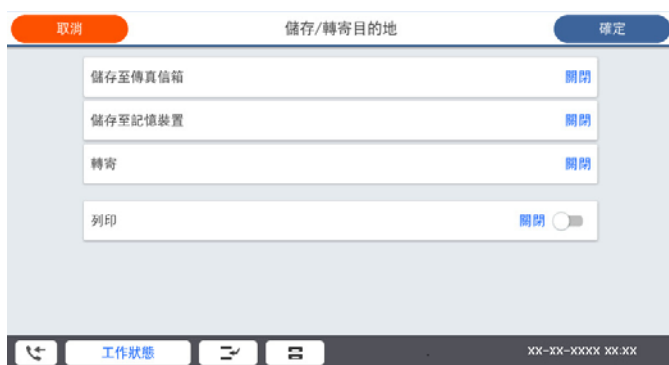 取消 儲存/轉寄目的地 確定
儲存至傳真信箱 關閉
儲存至記憶裝置 關閉
轉寄 關閉
列印 關閉
工作狀態 XX-XX-XXXX XX:XX